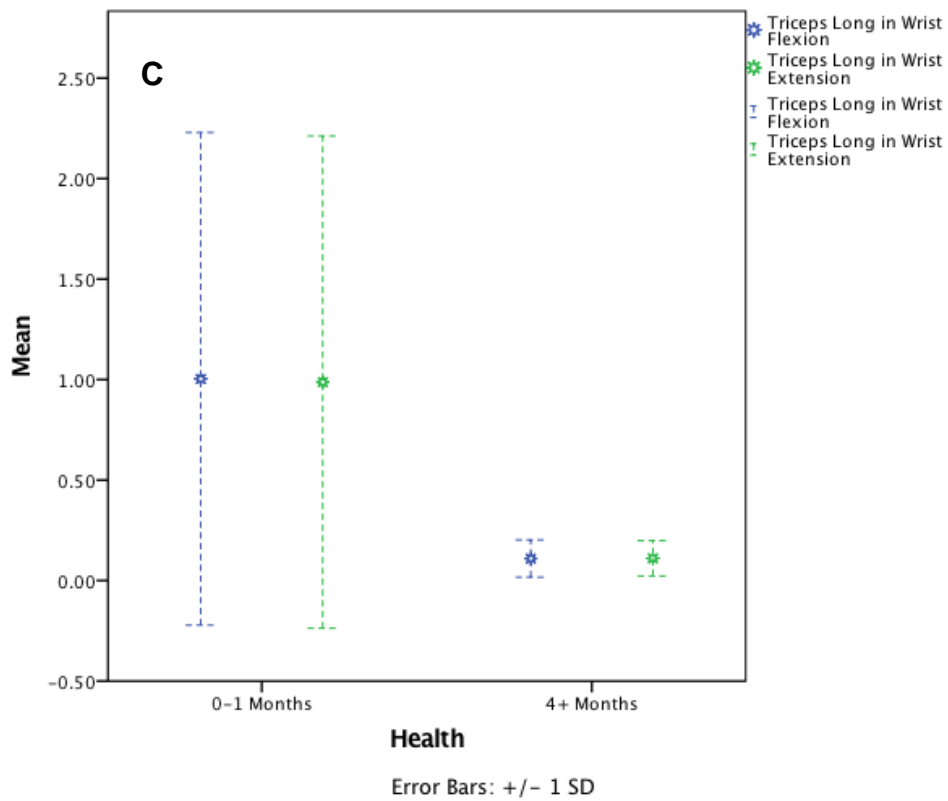 C
Triceps Long in Wrist
Flexion
Triceps Long in Wrist
Extension
Triceps Long in Wrist
Flexion
Triceps Long in Wrist
Extension
2.50
2.00
1.50
1.00
0.50
0.00
-0.50
Mean
0-1 Months
4+ Months
Health
Error Bars: +/- 1 SD